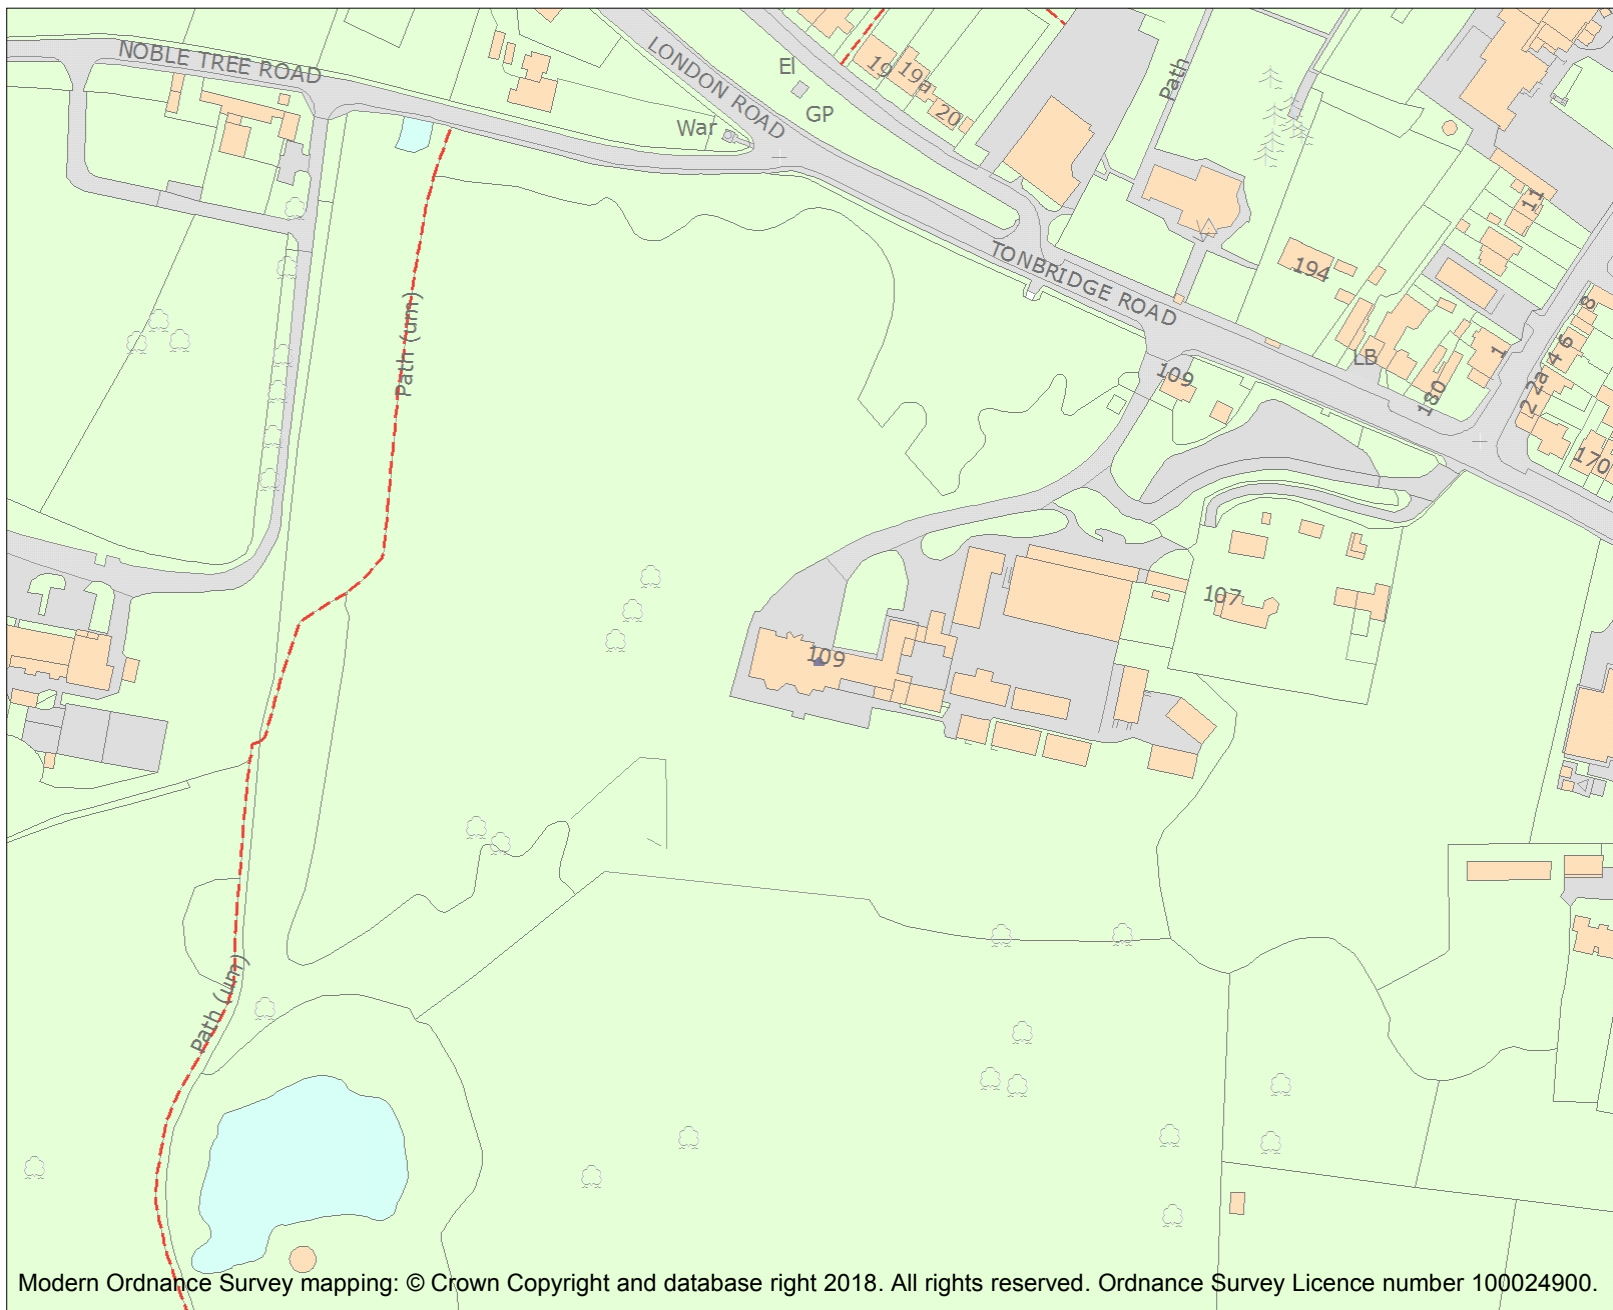 NOBLE TREE ROAD
LONDON ROAD
El
GP
War
19
19a
20
Path
11
TONBRIDGE ROAD
194
8
6
4
2a
2
1
LB
180
170
109
Path (um)
107
109
Path (um)
Modern Ordnance Survey mapping: © Crown Copyright and database right 2018. All rights reserved. Ordnance Survey Licence number 100024900.